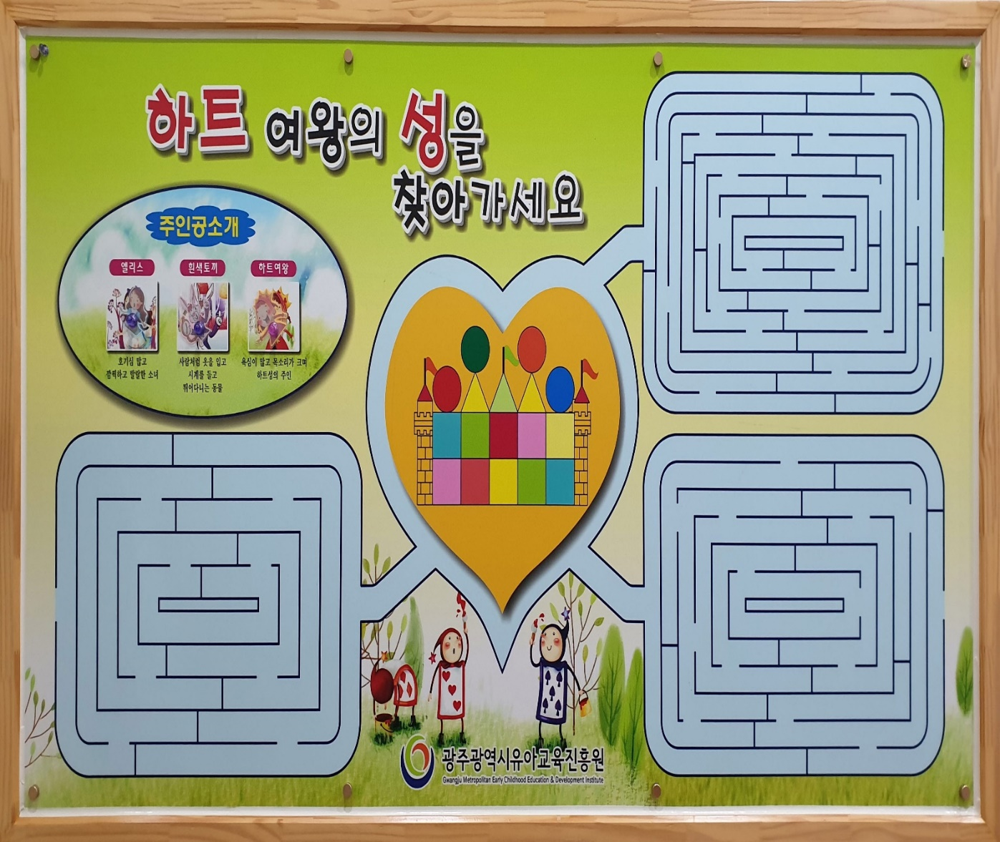 하트 여왕의 성을
찾아가세요
주인공소개
앨리스
호기심 많고
깜찍하고 발랄한 소녀
흰색토끼
사람처럼 옷을 입고
시계를 들고
뛰어다니는 동물
하트여왕
욕심이 많고 목소리가 크며
하트성의 주인
광주광역시유아교육진흥원
Gwangju Metropolitan Early Childhood Education & Development Institute